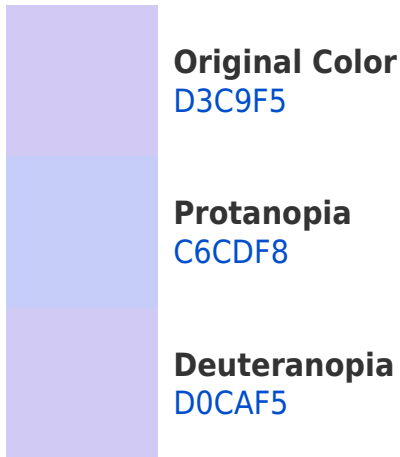 Original Color
D3C9F5
Protanopia
C6CDF8
Deuteranopia
D0CAF5